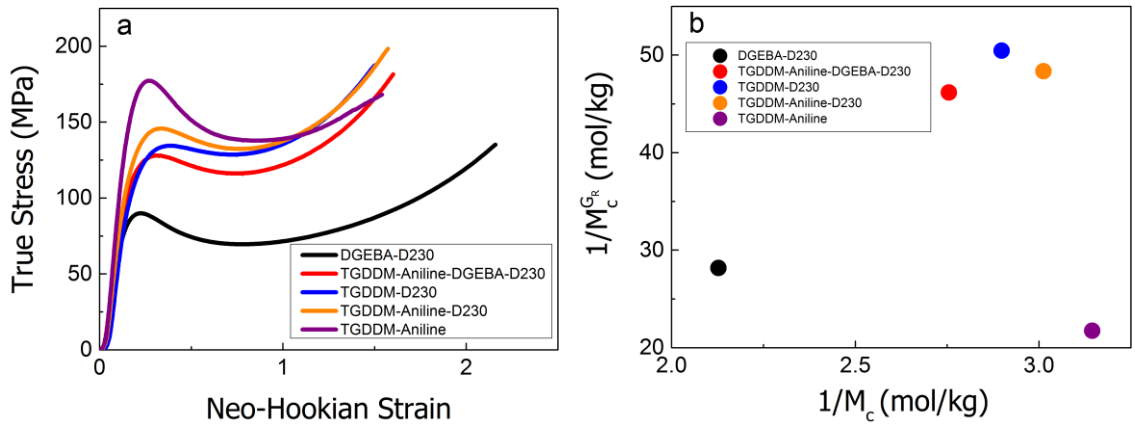 a
200
150
100
50
0
True Stress (MPa)
DGEBA-D230
TGDDM-Aniline-DGEBA-D230
TGDDM-D230
TGDDM-Aniline-D230
TGDDM-Aniline
0 1 2
Neo-Hookian Strain
b
50
40
30
20
1/M_c^{G_R} (mol/kg)
DGEBA-D230
TGDDM-Aniline-DGEBA-D230
TGDDM-D230
TGDDM-Aniline-D230
TGDDM-Aniline
2.0 2.5 3.0
1/M_c (mol/kg)